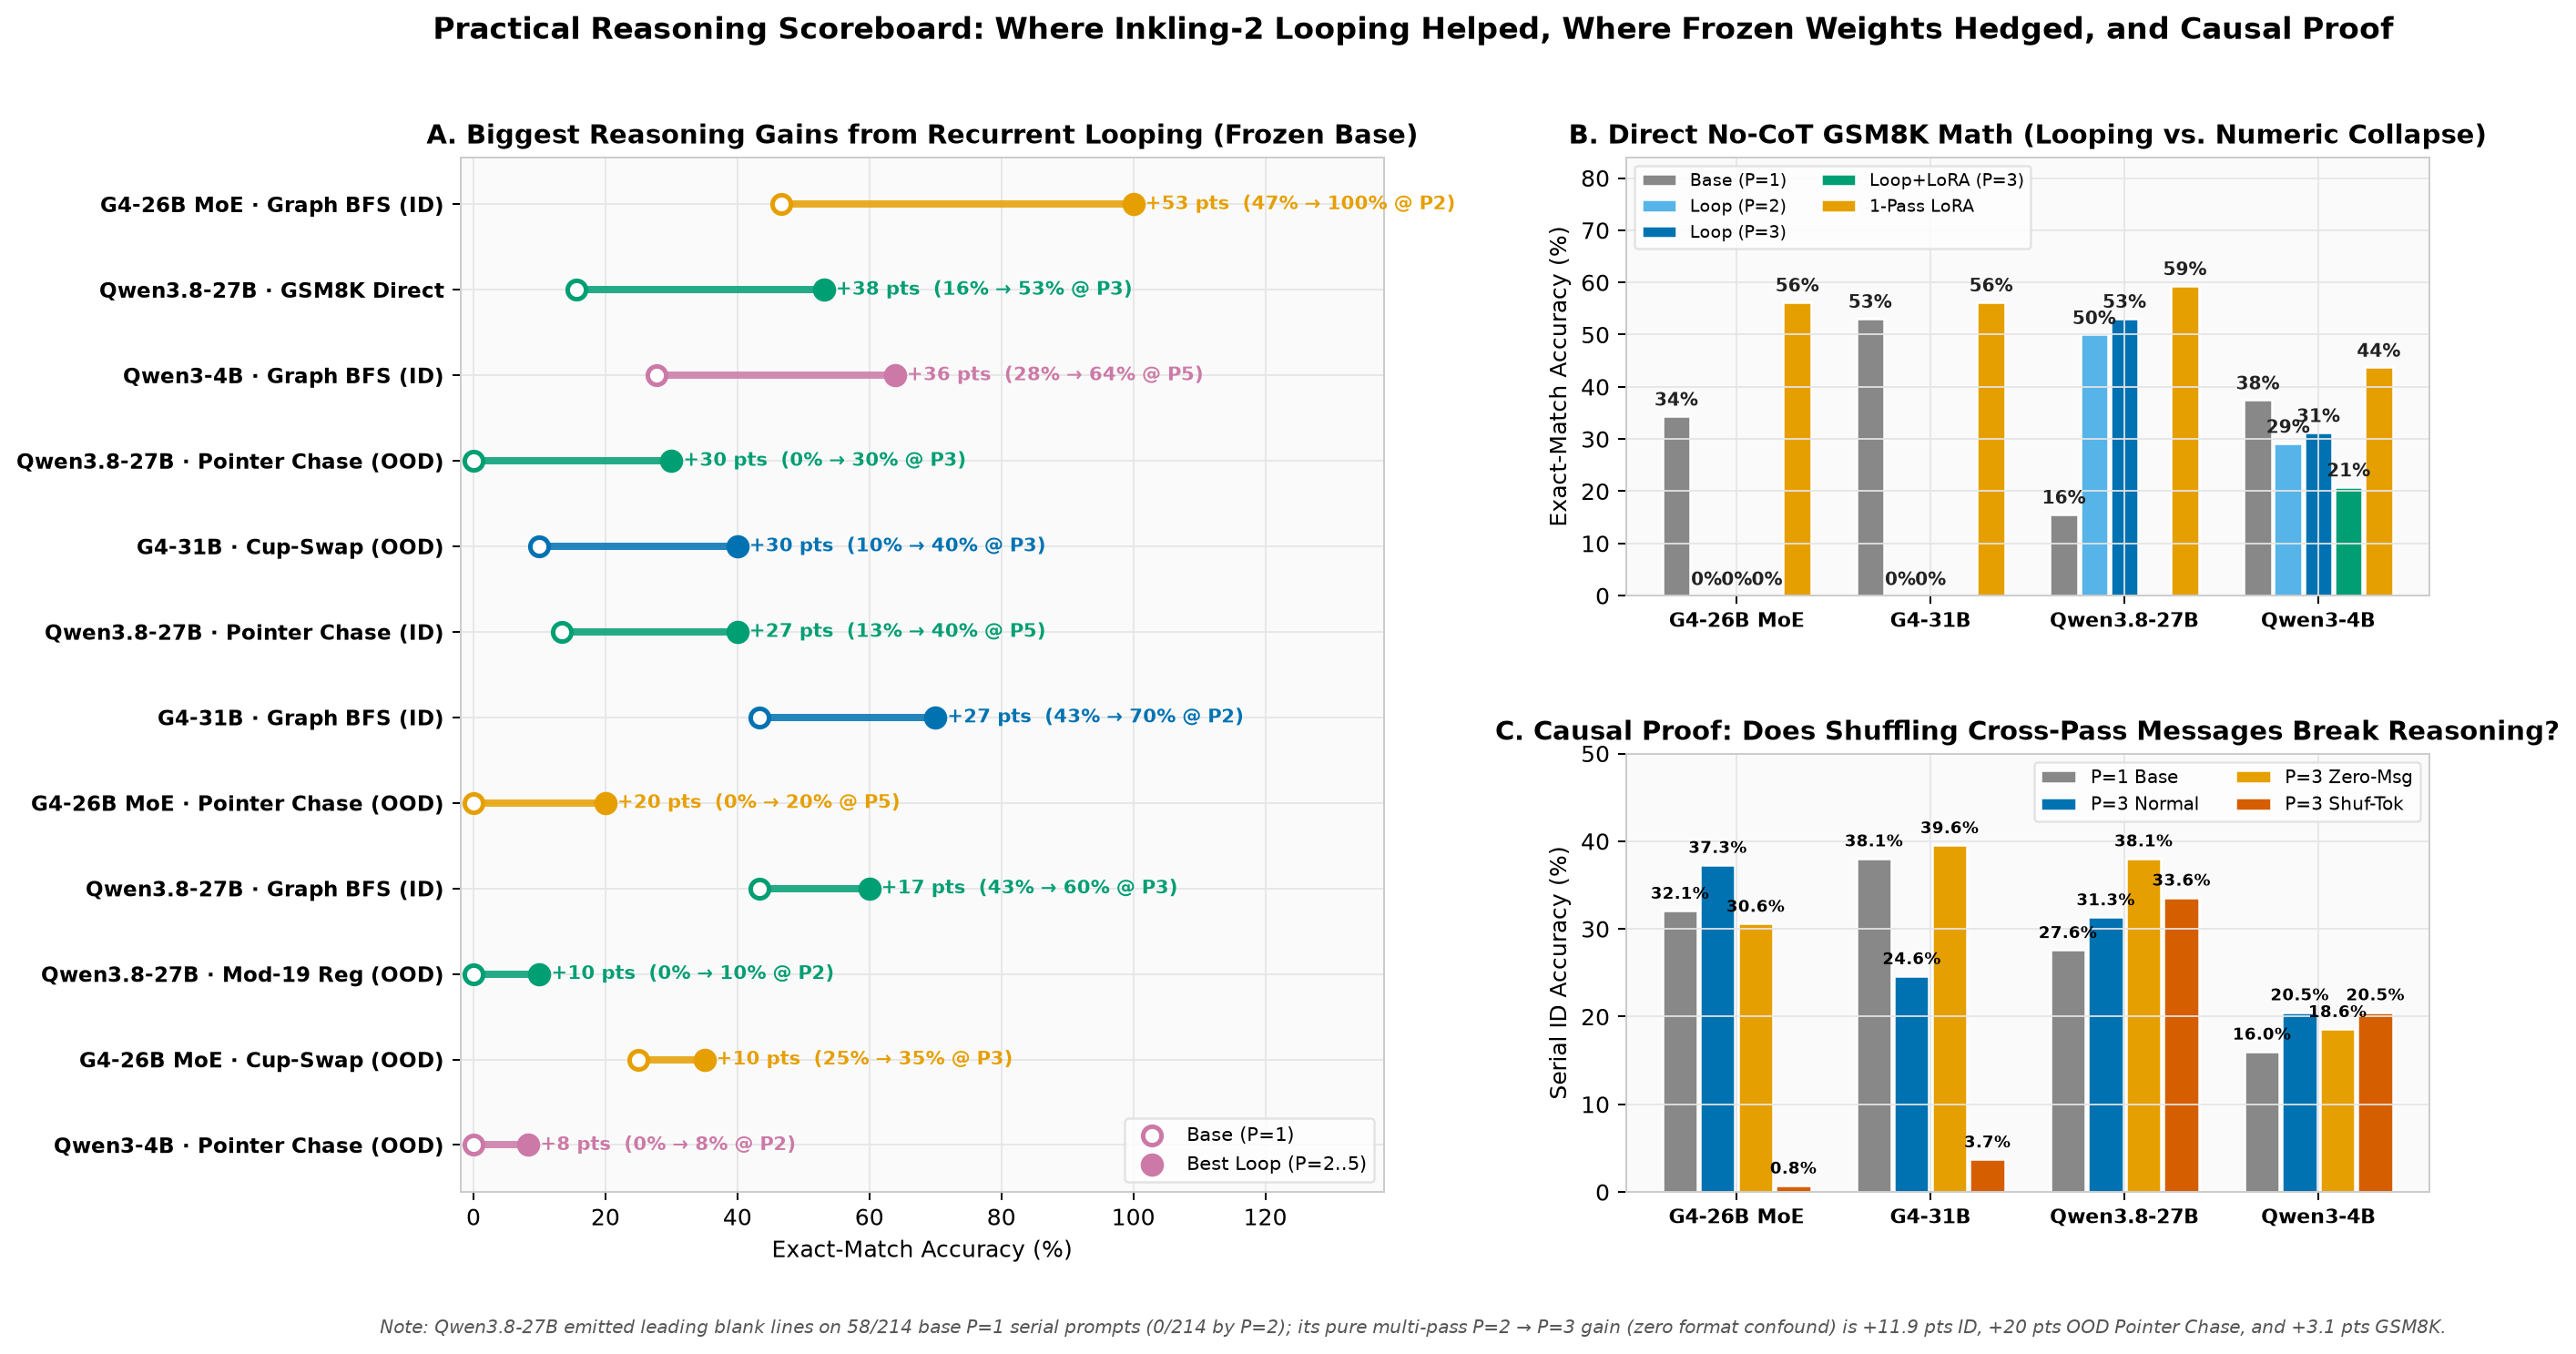 Practical Reasoning Scoreboard: Where Inkling-2 Looping Helped, Where Frozen Weights Hedged, and Causal Proof
A. Biggest Reasoning Gains from Recurrent Looping (Frozen Base)
G4-26B MoE · Graph BFS (ID)
+53 pts (47% → 100% @ P2)
Qwen3.8-27B · GSM8K Direct
+38 pts (16% → 53% @ P3)
Qwen3-4B · Graph BFS (ID)
+36 pts (28% → 64% @ P5)
Qwen3.8-27B · Pointer Chase (OOD)
+30 pts (0% → 30% @ P3)
G4-31B · Cup-Swap (OOD)
+30 pts (10% → 40% @ P3)
Qwen3.8-27B · Pointer Chase (ID)
+27 pts (13% → 40% @ P5)
G4-31B · Graph BFS (ID)
+27 pts (43% → 70% @ P2)
G4-26B MoE · Pointer Chase (OOD)
+20 pts (0% → 20% @ P5)
Qwen3.8-27B · Graph BFS (ID)
+17 pts (43% → 60% @ P3)
Qwen3.8-27B · Mod-19 Reg (OOD)
+10 pts (0% → 10% @ P2)
G4-26B MoE · Cup-Swap (OOD)
+10 pts (25% → 35% @ P3)
Qwen3-4B · Pointer Chase (OOD)
+8 pts (0% → 8% @ P2)
Base (P=1)
Best Loop (P=2..5)
0 20 40 60 80 100 120
Exact-Match Accuracy (%)
B. Direct No-CoT GSM8K Math (Looping vs. Numeric Collapse)
Exact-Match Accuracy (%)
80
70
60
50
40
30
20
10
0
Base (P=1)
Loop (P=2)
Loop (P=3)
Loop+LoRA (P=3)
1-Pass LoRA
34% 0% 0% 0% 56%
53% 0% 0% 56%
16% 50% 53% 59%
38% 29% 31% 21% 44%
G4-26B MoE G4-31B Qwen3.8-27B Qwen3-4B
C. Causal Proof: Does Shuffling Cross-Pass Messages Break Reasoning?
Serial ID Accuracy (%)
50
40
30
20
10
0
P=1 Base
P=3 Normal
P=3 Zero-Msg
P=3 Shuf-Tok
32.1% 37.3% 30.6% 0.8%
38.1% 24.6% 39.6% 3.7%
27.6% 31.3% 38.1% 33.6%
16.0% 20.5% 18.6% 20.5%
G4-26B MoE G4-31B Qwen3.8-27B Qwen3-4B
Note: Qwen3.8-27B emitted leading blank lines on 58/214 base P=1 serial prompts (0/214 by P=2); its pure multi-pass P=2 → P=3 gain (zero format confound) is +11.9 pts ID, +20 pts OOD Pointer Chase, and +3.1 pts GSM8K.